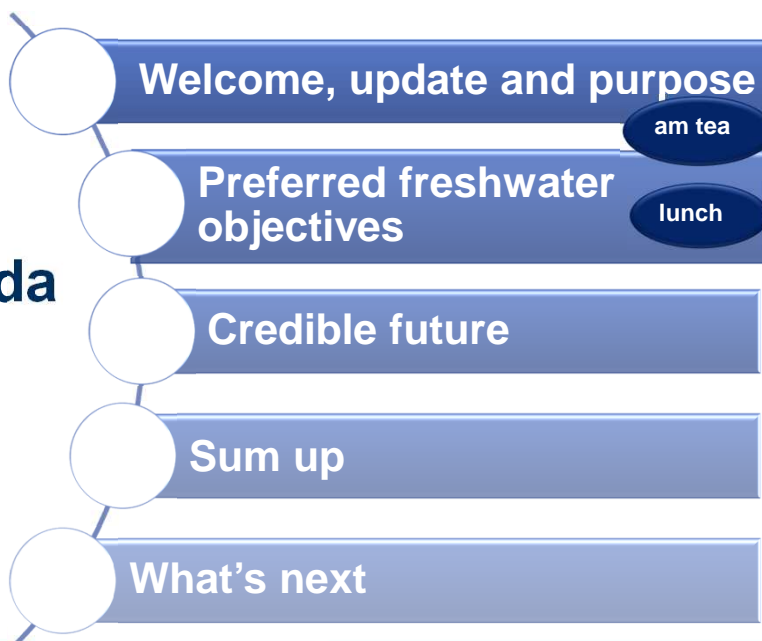 Welcome, update and purpose
am tea
Preferred freshwater
objectives
lunch
da
Credible future
Sum up
What's next